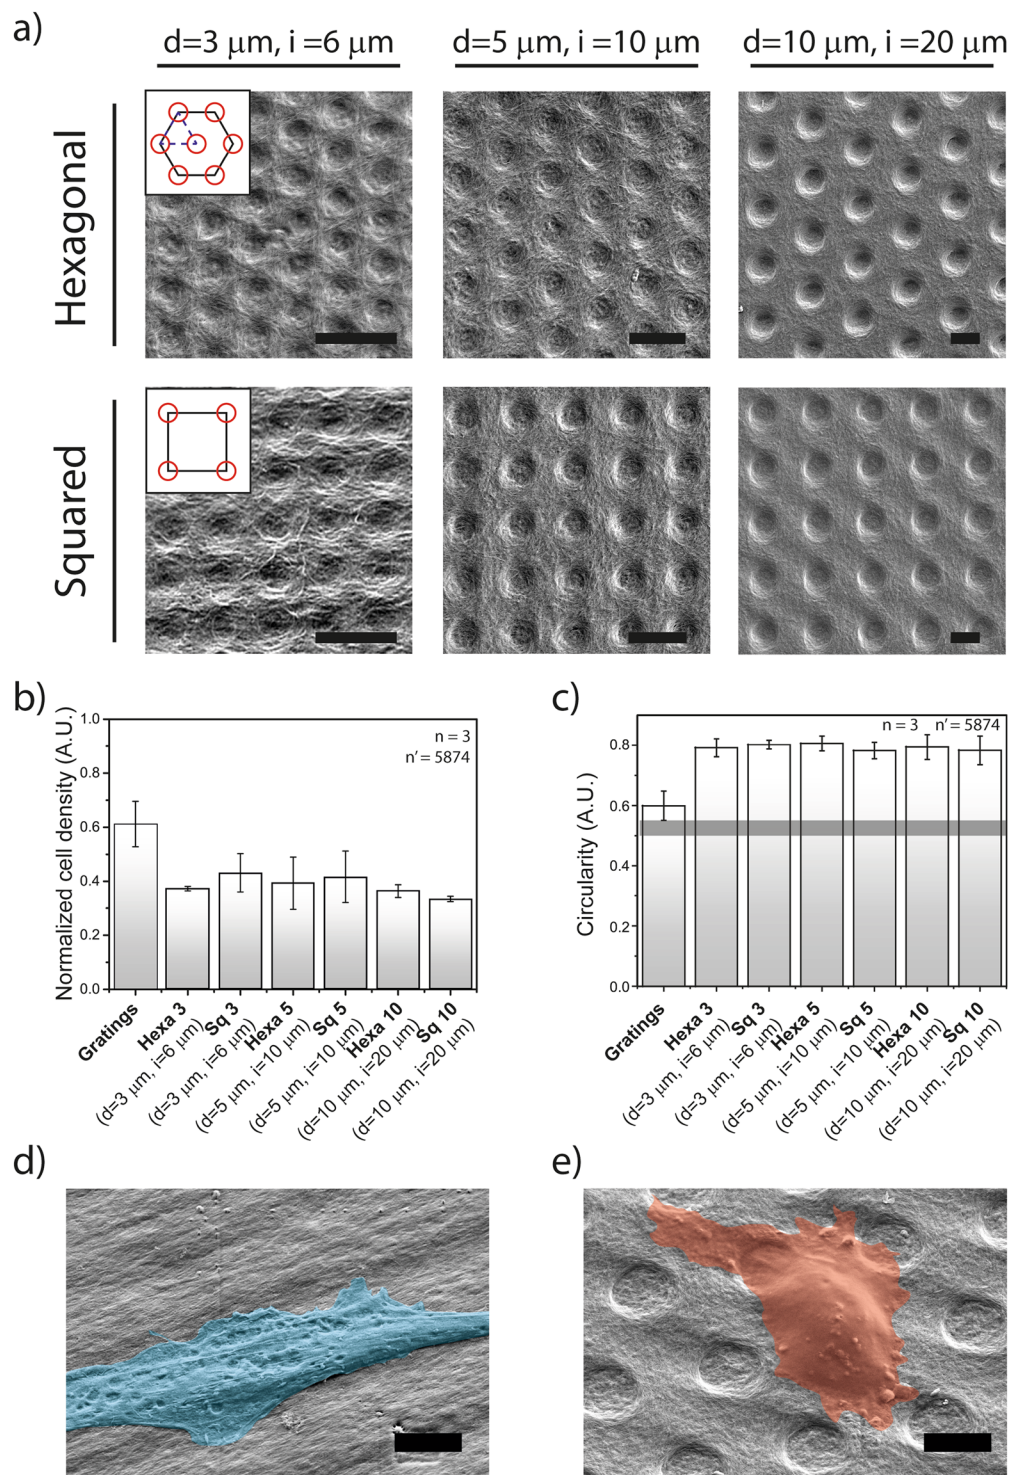 a)
d=3 μm, i =6 μm
d=5 μm, i =10 μm
d=10 μm, i =20 μm
Hexagonal
Squared
b)
n = 3
n' = 5874
Normalized cell density (A.U.)
1.0
0.8
0.6
0.4
0.2
0.0
Gratings
Hexa 3
(d=3 μm, i=6 μm)
Sq 3
(d=3 μm, i=6 μm)
Hexa 5
(d=5 μm, i=10 μm)
Sq 5
(d=5 μm, i=10 μm)
Hexa 10
(d=10 μm, i=20 μm)
Sq 10
(d=10 μm, i=20 μm)
c)
n = 3 n' = 5874
Circularity (A.U.)
0.8
0.6
0.4
0.2
0.0
Gratings
Hexa 3
(d=3 μm, i=6 μm)
Sq 3
(d=3 μm, i=6 μm)
Hexa 5
(d=5 μm, i=10 μm)
Sq 5
(d=5 μm, i=10 μm)
Hexa 10
(d=10 μm, i=20 μm)
Sq 10
(d=10 μm, i=20 μm)
d)
e)